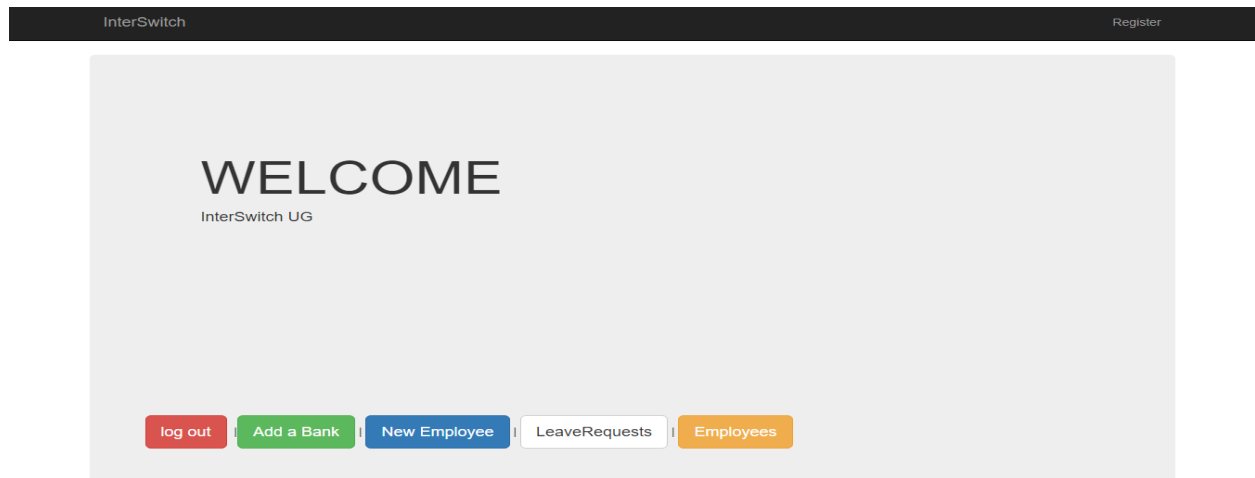 InterSwitch Register
WELCOME
InterSwitch UG
log out | Add a Bank | New Employee | LeaveRequests | Employees